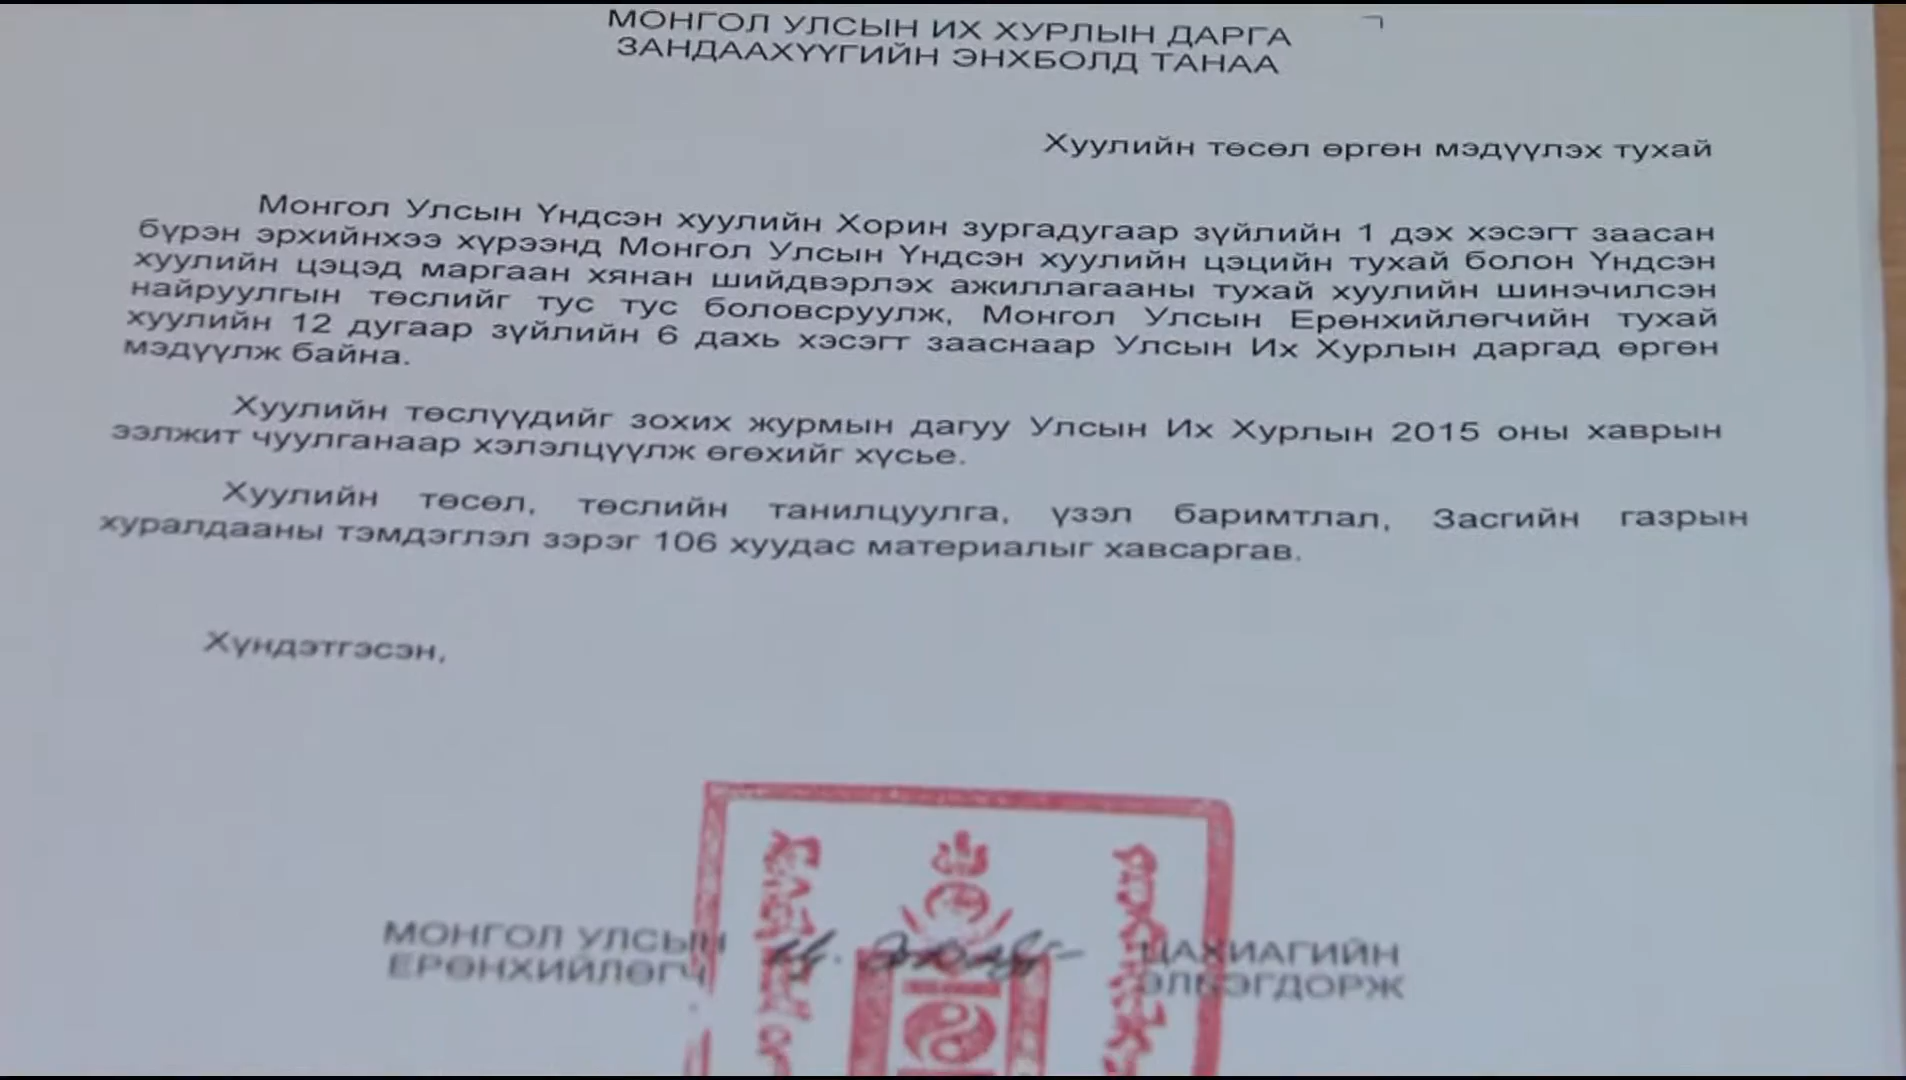 МОНГОЛ УЛСЫН ИХ ХУРЛЫН ДАРГА
ЗАНДААХҮҮГИЙН ЭНХБОЛД ТАНАА
Хуулийн төсөл өргөн мэдүүлэх тухай
Монгол Улсын Үндсэн хуулийн Хорин зургадугаар зүйлийн 1 дэх хэсэгт заасан
бүрэн эрхийнхээ хүрээнд Монгол Улсын Үндсэн хуулийн цэцийн тухай болон Үндсэн
хуулийн цэцэд маргаан хянан шийдвэрлэх ажиллагааны тухай хуулийн шинэчилсэн
найруулгын төслийг тус тус боловсруулж, Монгол Улсын Ерөнхийлөгчийн тухай
хуулийн 12 дугаар зүйлийн 6 дахь хэсэгт зааснаар Улсын Их Хурлын даргад өргөн
мэдүүлж байна.
Хуулийн төслүүдийг зохих журмын дагуу Улсын Их Хурлын 2015 оны хаврын
ээлжит чуулганаар хэлэлцүүлж өгөхийг хүсье.
Хуулийн төсөл, төслийн танилцуулга, үзэл баримтлал, Засгийн газрын
хуралдааны тэмдэглэл зэрэг 106 хуудас материалыг хавсаргав.
Хүндэтгэсэн,
МОНГОЛ УЛСЫН
ЕРӨНХИЙЛӨГЧ
ЦАХИАГИЙН
ЭЛБЭГДОРЖ